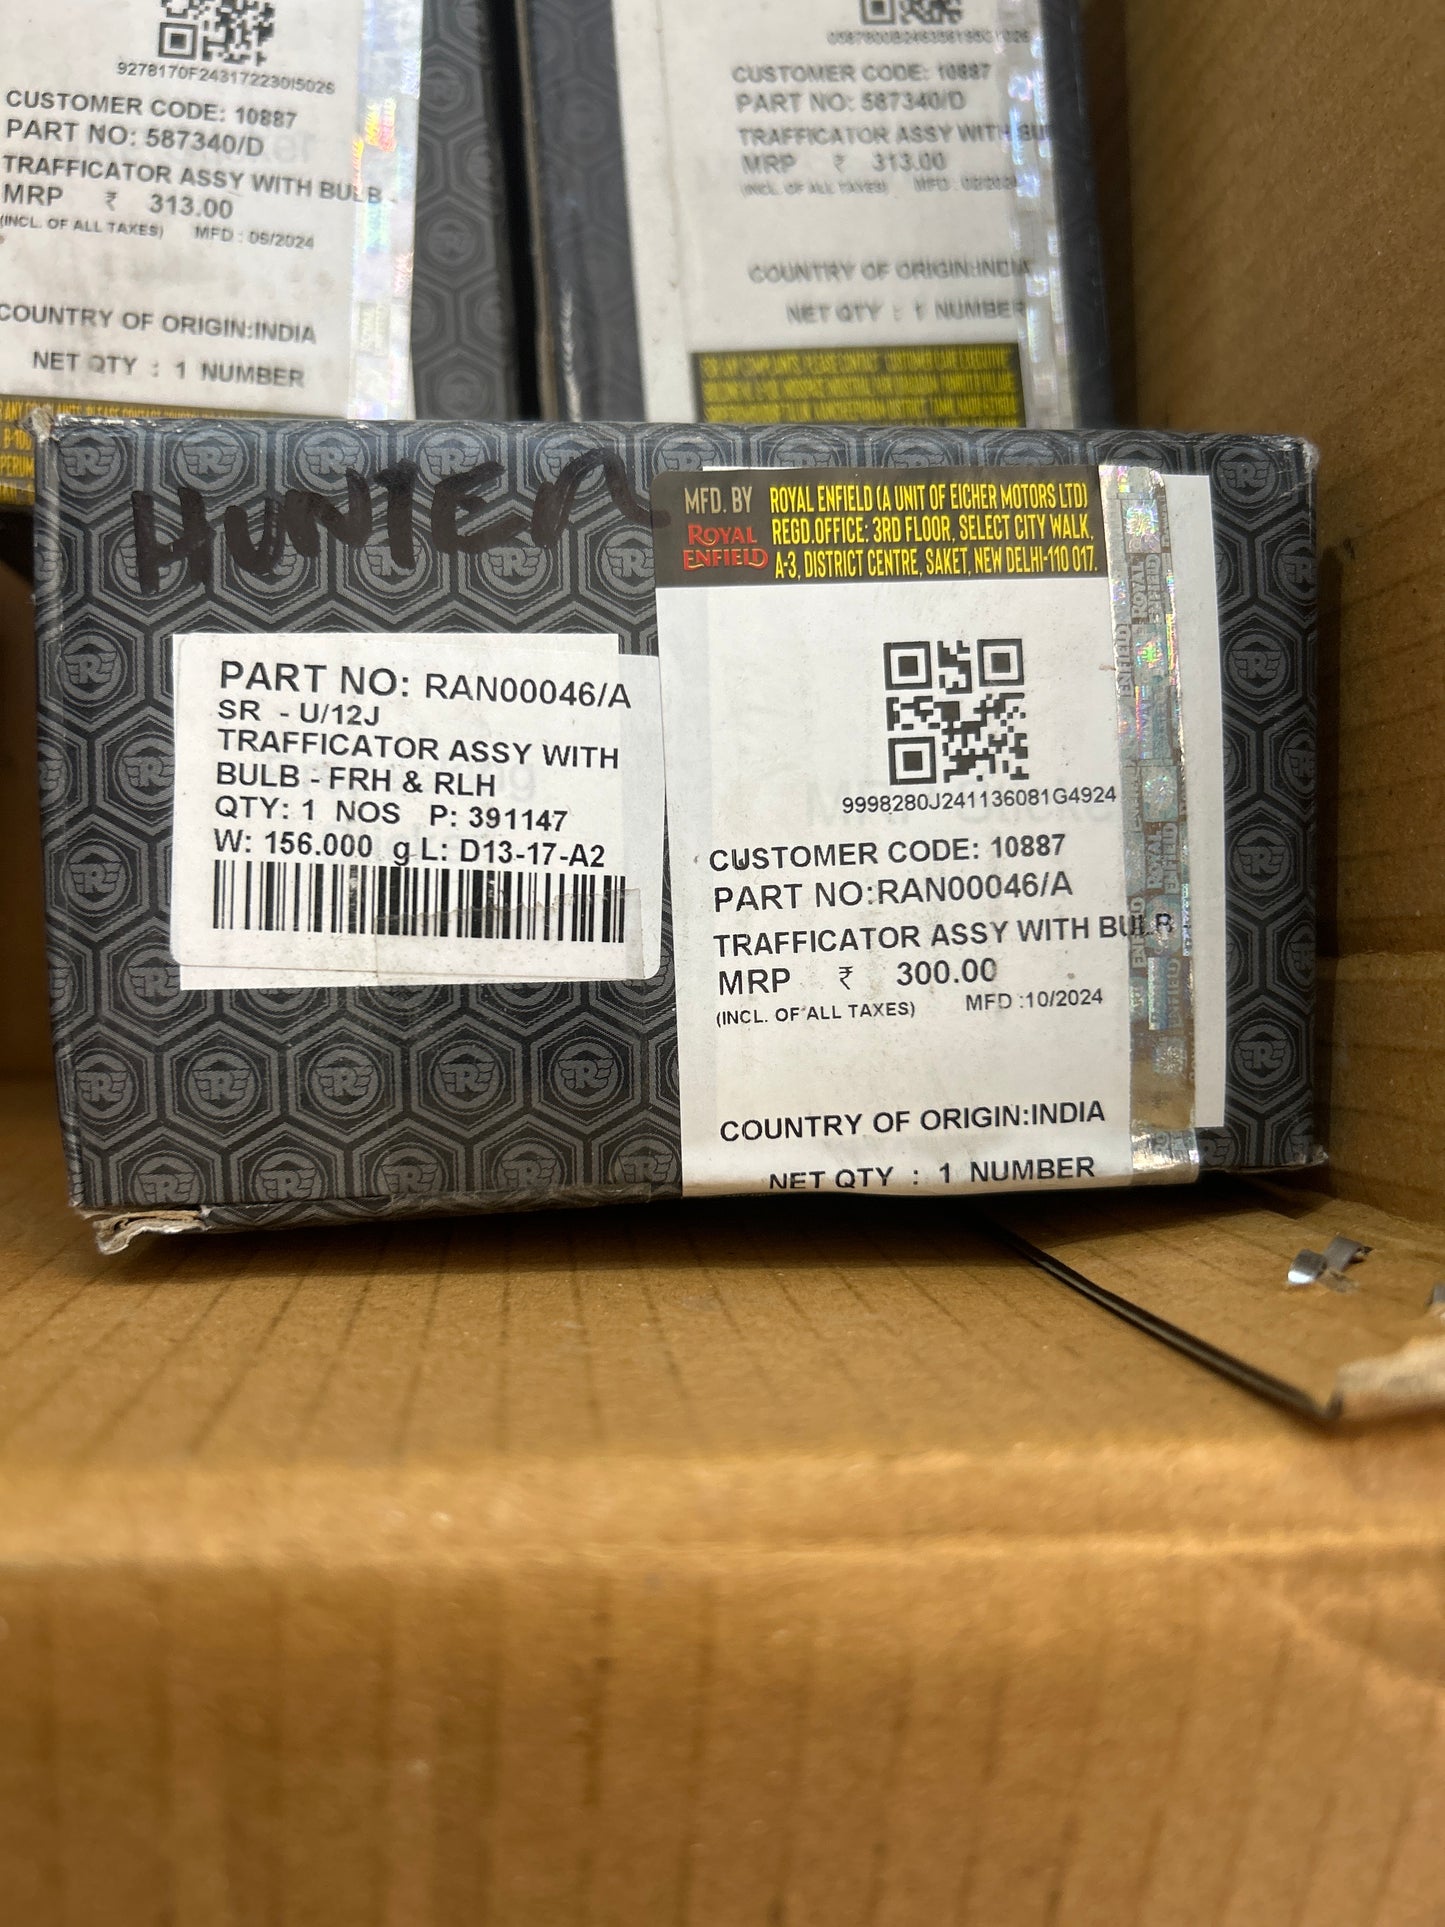 9278170F2431722301502S
CUSTOMER CODE: 10887
PART NO: 587340/D
TRAFFICATOR ASSY WITH BULB -
MRP ₹ 313.00
(INCL. OF ALL TAXES) MFD : 06/2024
COUNTRY OF ORIGIN:INDIA
NET QTY : 1 NUMBER
CUSTOMER CODE: 10887
PART NO: 587340/D
TRAFFICATOR ASSY WITH BU
MRP ₹ 313.00
(INCL. OF ALL TAXES) MFD :
COUNTRY OF ORIGIN:INDIA
NET QTY : 1 NUMBER
HUNTER
MFD. BY
ROYAL
ENFIELD
ROYAL ENFIELD (A UNIT OF EICHER MOTORS LTD)
REGD.OFFICE: 3RD FLOOR, SELECT CITY WALK,
A-3, DISTRICT CENTRE, SAKET, NEW DELHI-110 017.
PART NO: RAN00046/A
SR - U/12J
TRAFFICATOR ASSY WITH
BULB - FRH & RLH
QTY: 1 NOS P: 391147
W: 156.000 g L: D13-17-A2
9998280J241136081G4924
CUSTOMER CODE: 10887
PART NO:RAN00046/A
TRAFFICATOR ASSY WITH BULB
MRP ₹ 300.00
(INCL. OF ALL TAXES) MFD :10/2024
COUNTRY OF ORIGIN:INDIA
NET QTY : 1 NUMBER